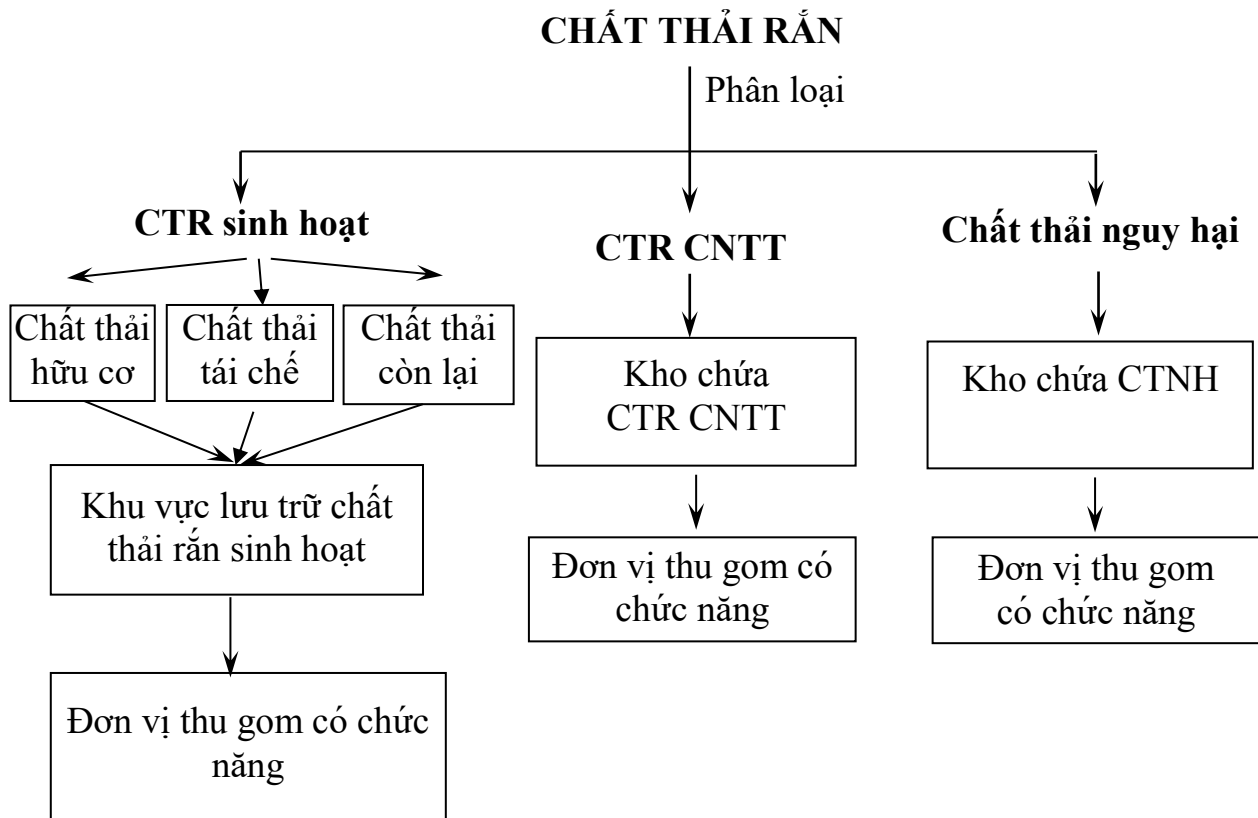 CHẤT THẢI RẮN
Phân loại
CTR sinh hoạt
CTR CNTT
Chất thải nguy hại
Chất thải
hữu cơ
Chất thải
tái chế
Chất thải
còn lại
Kho chứa
CTR CNTT
Kho chứa CTNH
Khu vực lưu trữ chất
thải rắn sinh hoạt
Đơn vị thu gom có
chức năng
Đơn vị thu gom
có chức năng
Đơn vị thu gom có chức
năng